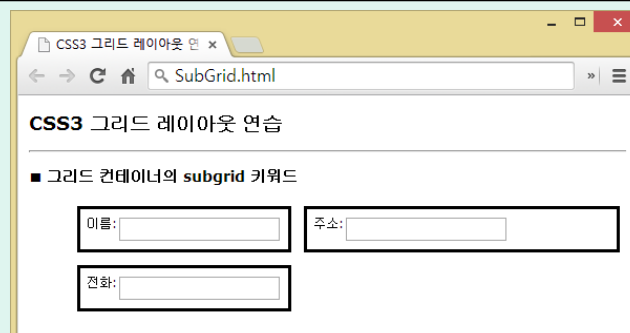 CSS3 그리드 레이아웃 연
SubGrid.html
CSS3 그리드 레이아웃 연습
■ 그리드 컨테이너의 subgrid 키워드
이름: 주소:
전화: